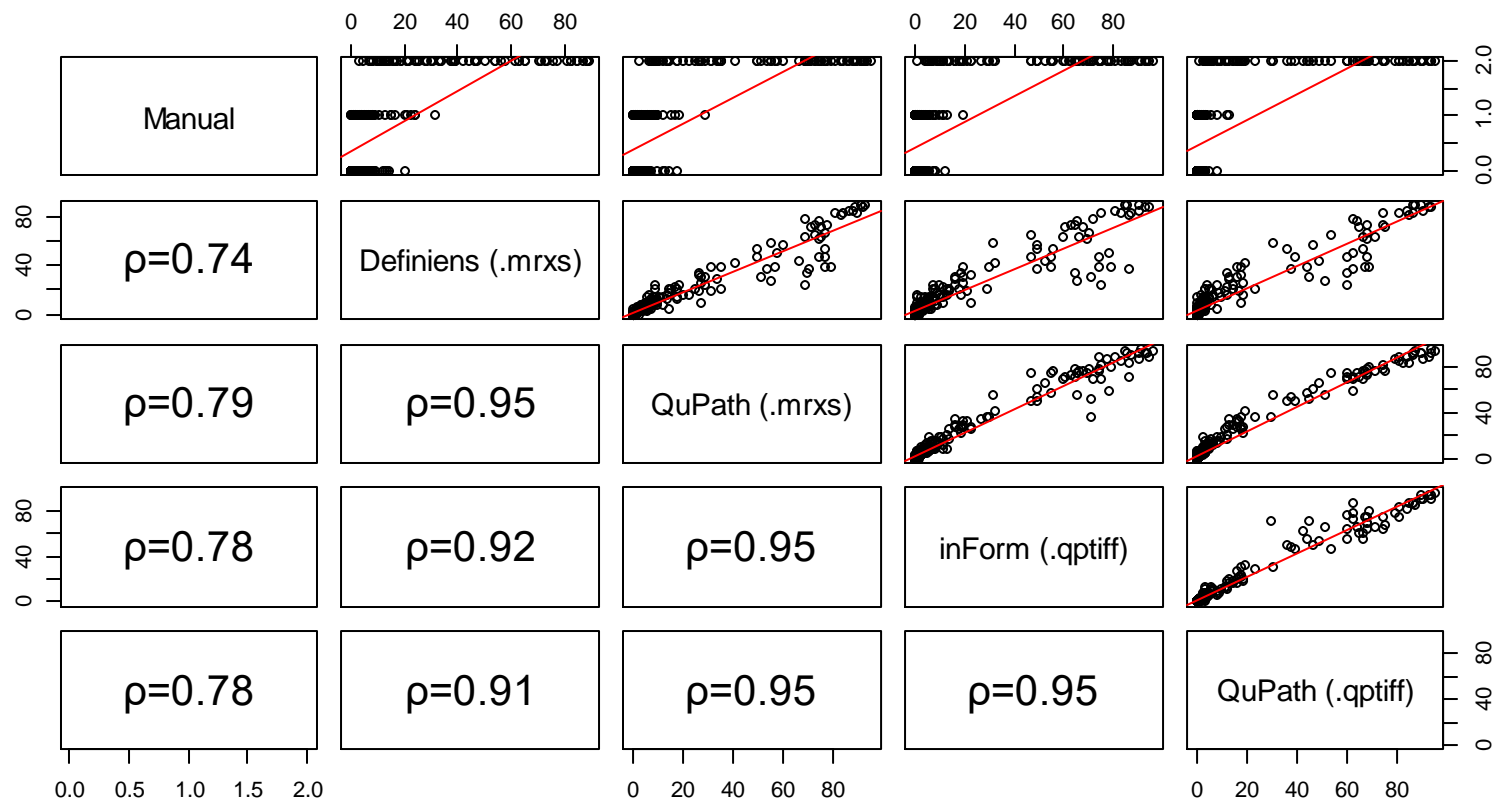 0 20 40 60 80 0 20 40 60 80
Manual
0.0 1.0 2.0
ρ=0.74 Definiens (.mrxs)
0 40 80
ρ=0.79 ρ=0.95 QuPath (.mrxs)
0 40 80
ρ=0.78 ρ=0.92 ρ=0.95 inForm (.qptiff)
0 40 80
ρ=0.78 ρ=0.91 ρ=0.95 ρ=0.95 QuPath (.qptiff)
0 40 80
0.0 0.5 1.0 1.5 2.0 0 20 40 60 80 0 20 40 60 80